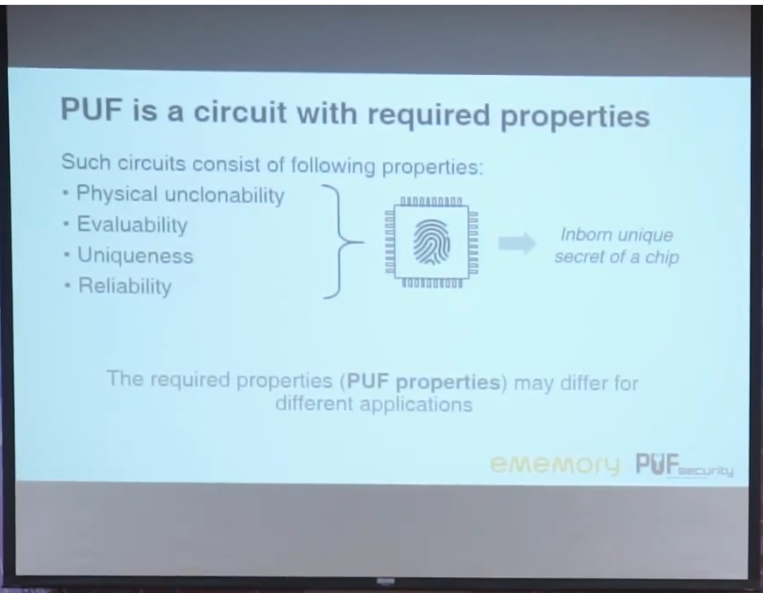 PUF is a circuit with required properties
Such circuits consist of following properties:
• Physical unclonability
• Evaluability
• Uniqueness
• Reliability
Inborn unique
secret of a chip
The required properties (PUF properties) may differ for
different applications
ememory PUFsecurity